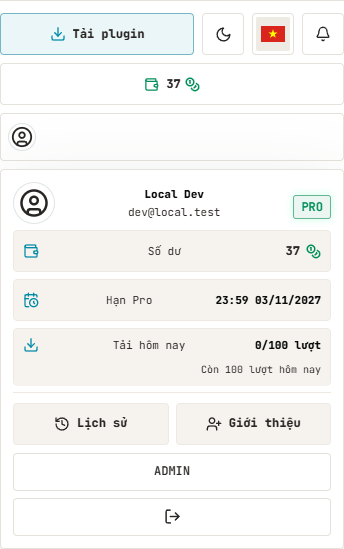 Tải plugin
37
Local Dev
dev@local.test
PRO
Số dư 37
Hạn Pro 23:59 03/11/2027
Tải hôm nay 0/100 lượt
Còn 100 lượt hôm nay
Lịch sử Giới thiệu
ADMIN